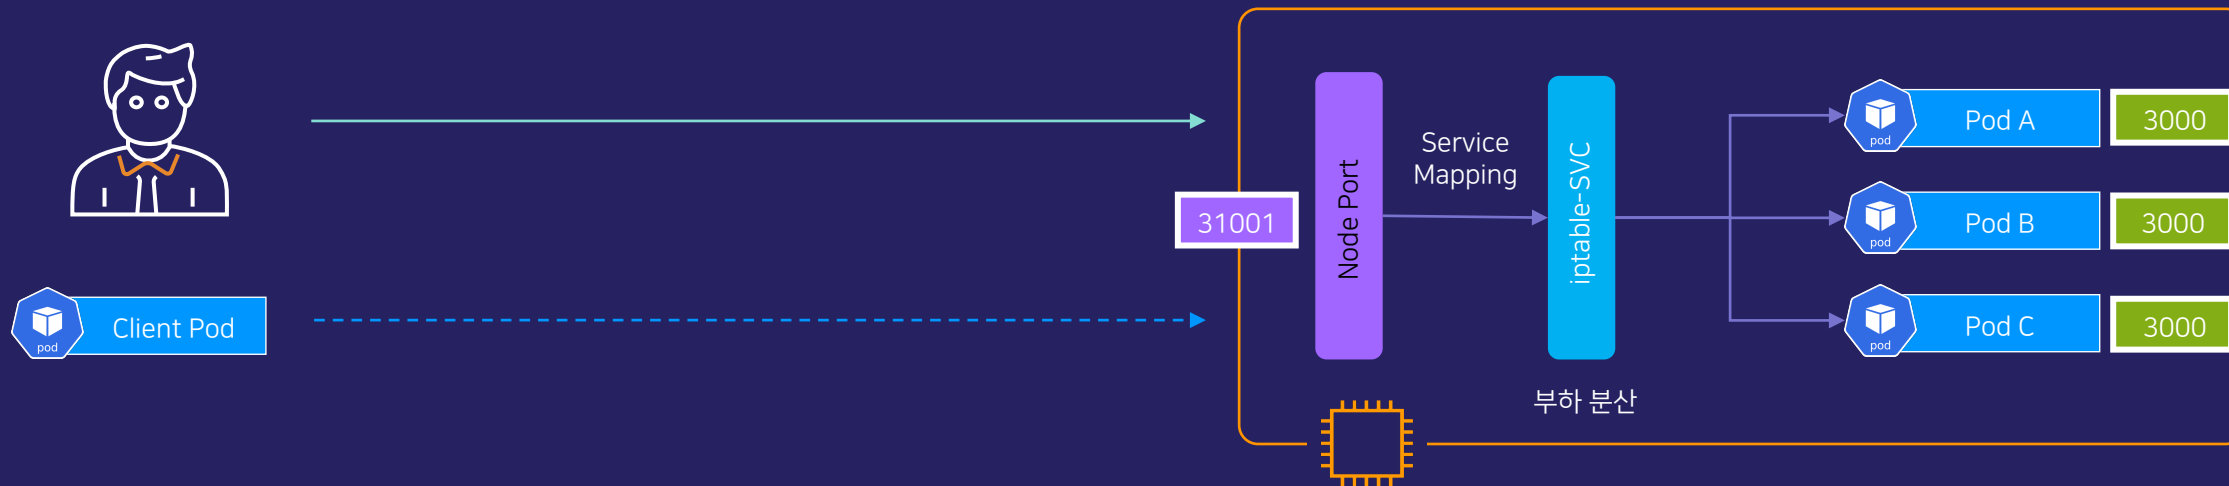 31001
Node Port
Service
Mapping
iptable-SVC
부하 분산
pod
Pod A
3000
pod
Pod B
3000
pod
Pod C
3000
pod
Client Pod